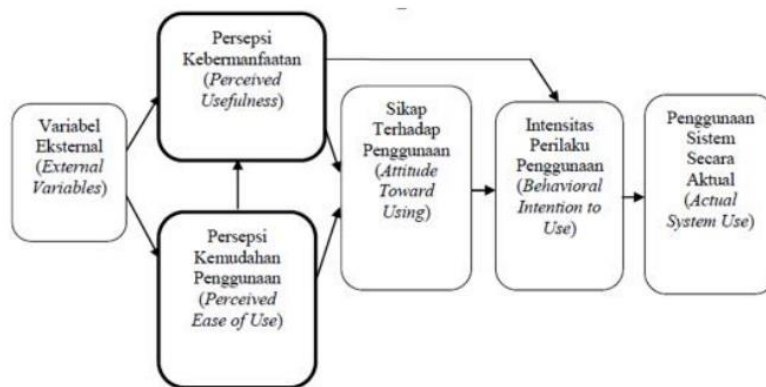 Variabel
Eksternal
(External
Variables)
Persepsi
Kebermanfaatan
(Perceived
Usefulness)
Persepsi
Kemudahan
Penggunaan
(Perceived
Ease of Use)
Sikap
Terhadap
Penggunaan
(Attitude
Toward
Using)
Intensitas
Perilaku
Penggunaan
(Behavioral
Intention to
Use)
Penggunaan
Sistem
Secara
Aktual
(Actual
System Use)